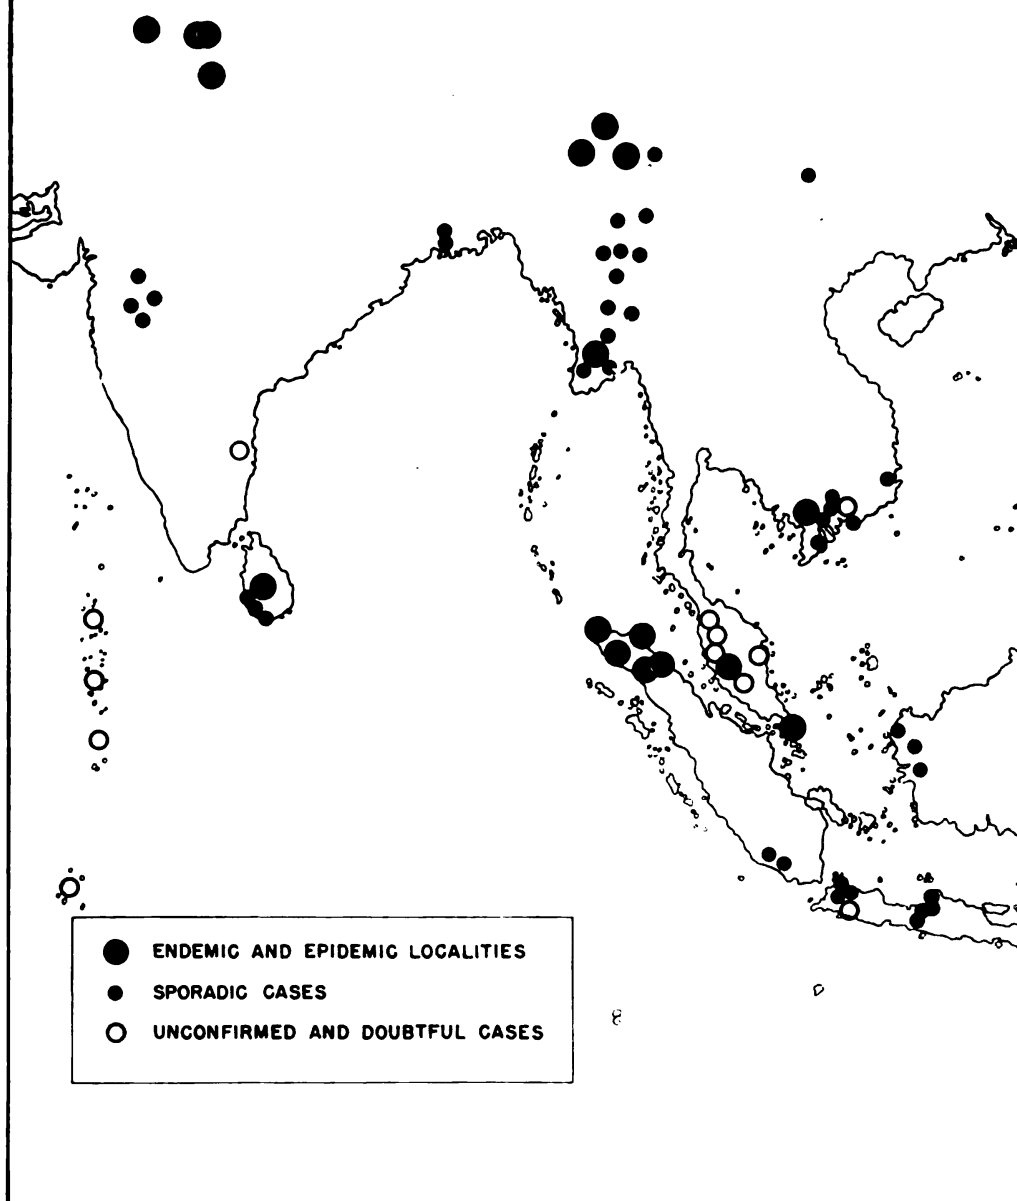 ENDEMIC AND EPIDEMIC LOCALITIES
SPORADIC CASES
UNCONFIRMED AND DOUBTFUL CASES